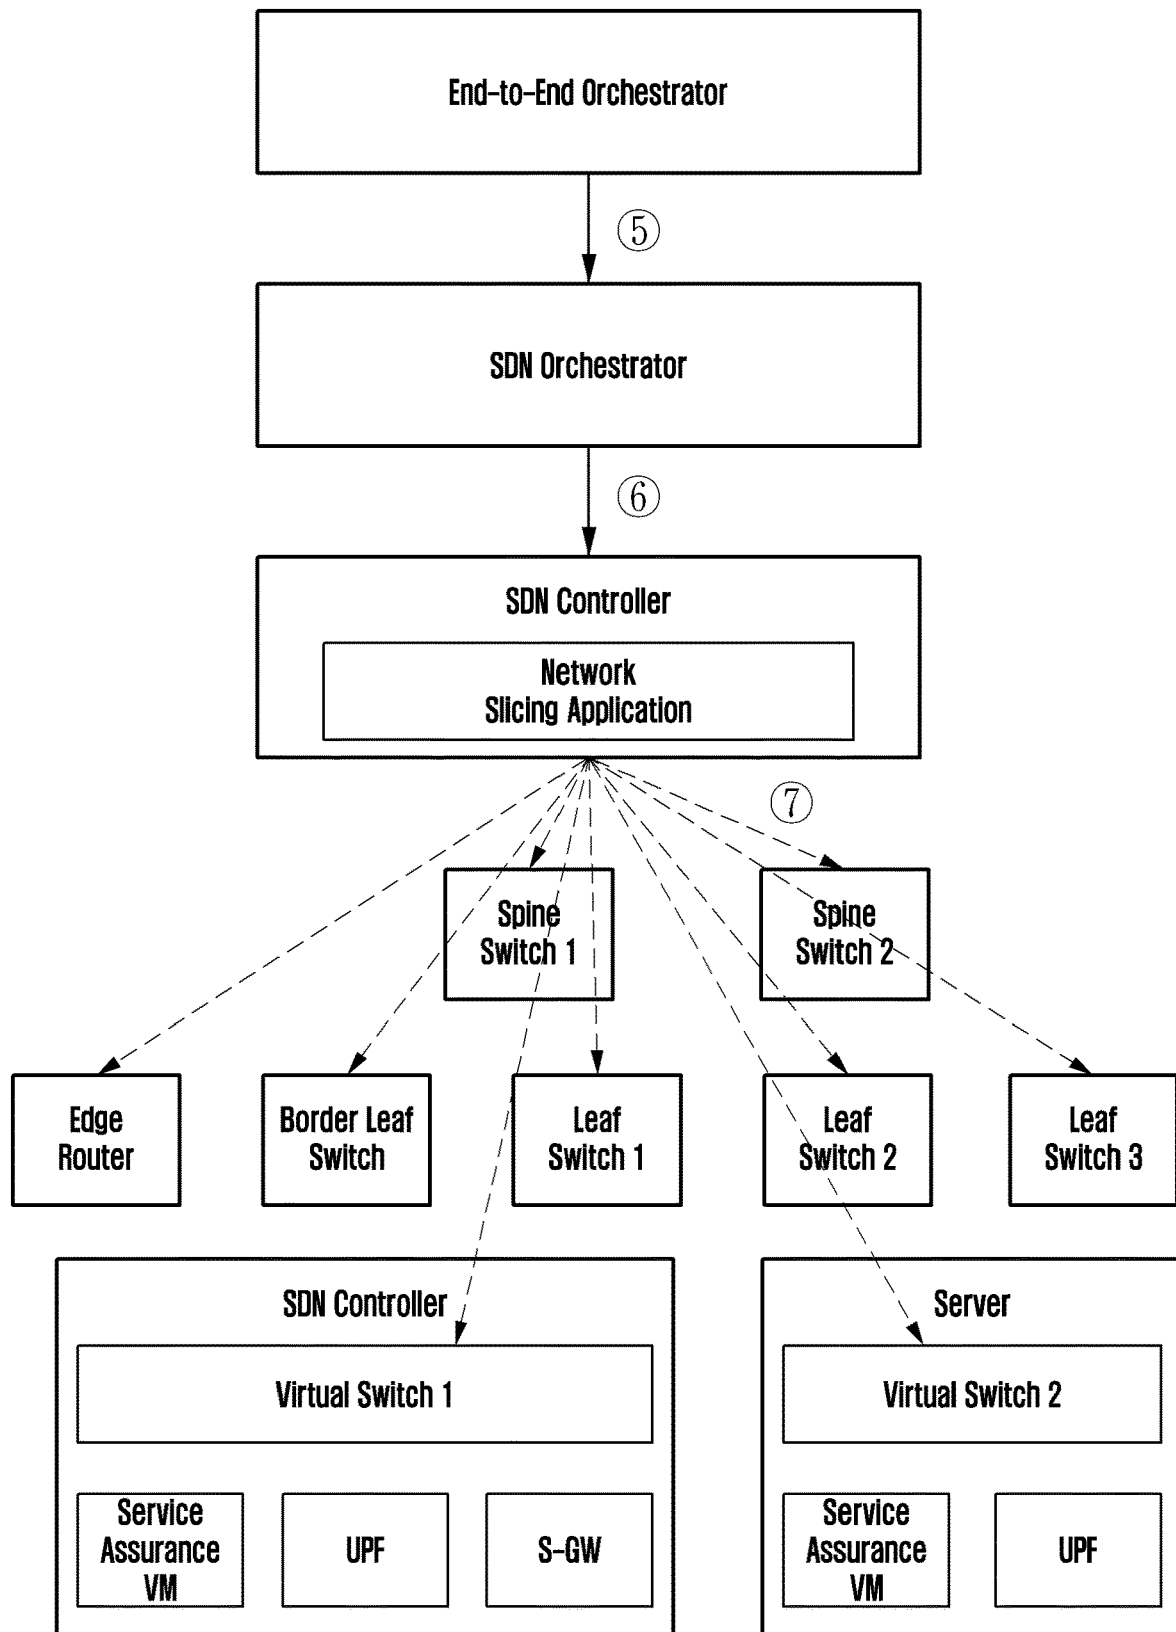 End-to-End Orchestrator
⑤
SDN Orchestrator
⑥
SDN Controller
Network
Slicing Application
⑦
Spine
Switch 1
Spine
Switch 2
Edge
Router
Border Leaf
Switch
Leaf
Switch 1
Leaf
Switch 2
Leaf
Switch 3
SDN Controller
Virtual Switch 1
Service
Assurance
VM
UPF
S-GW
Server
Virtual Switch 2
Service
Assurance
VM
UPF